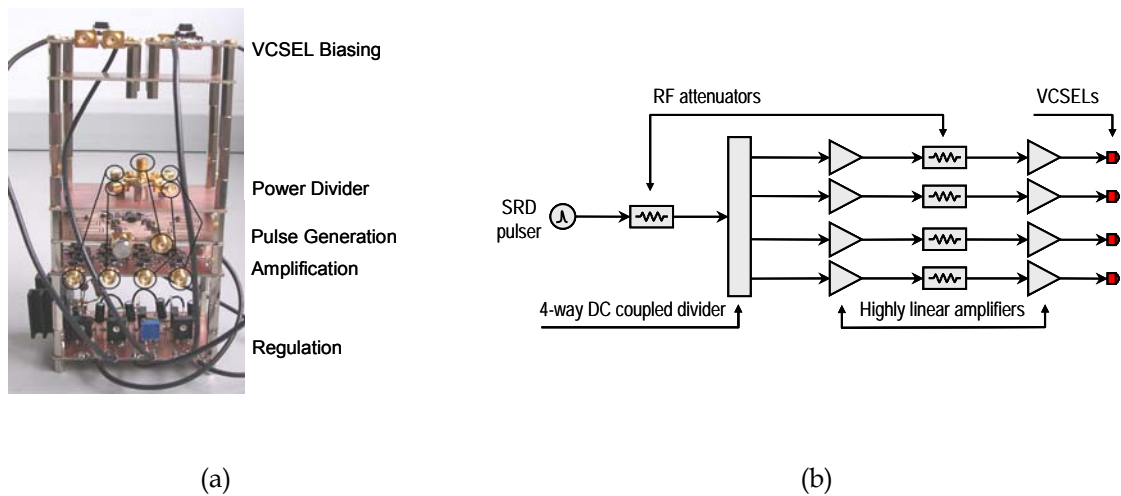 VCSEL Biasing
Power Divider
Pulse Generation
Amplification
Regulation
RF attenuators
VCSELs
SRD
pulser
4-way DC coupled divider
Highly linear amplifiers
(a)
(b)